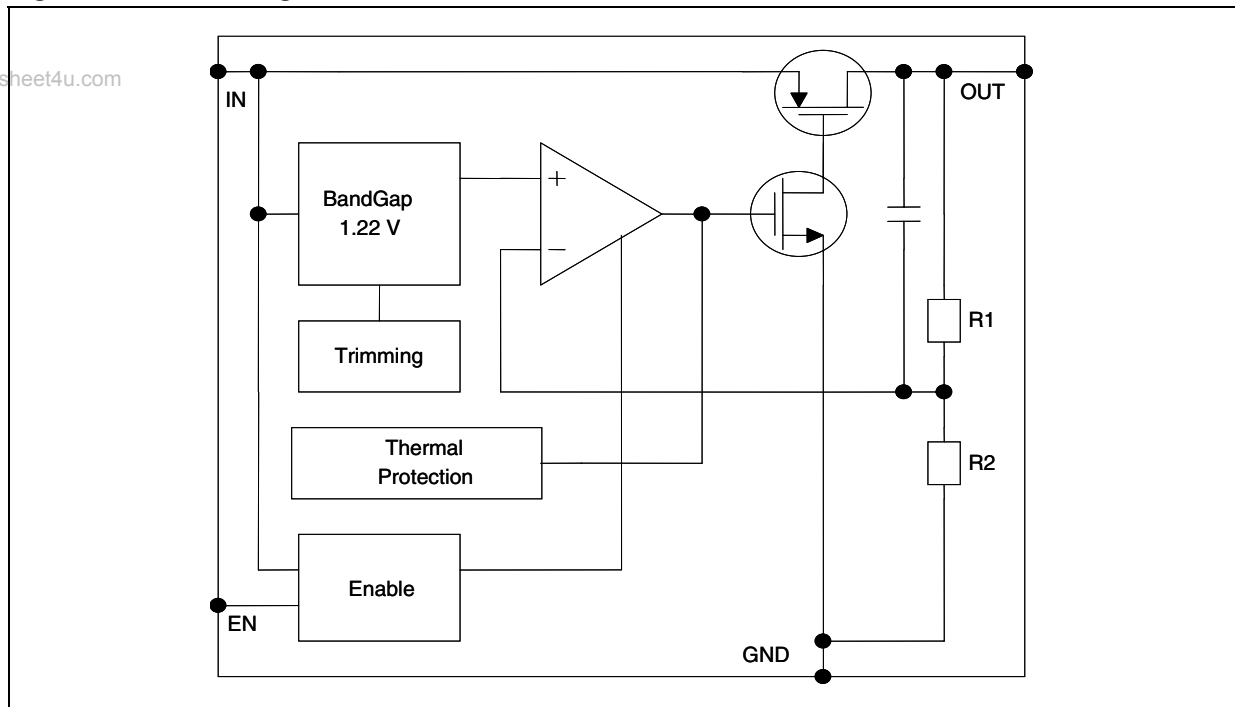 sheet4u.com
IN
OUT
BandGap
1.22 V
+
−
R1
Trimming
Thermal
Protection
R2
Enable
EN
GND